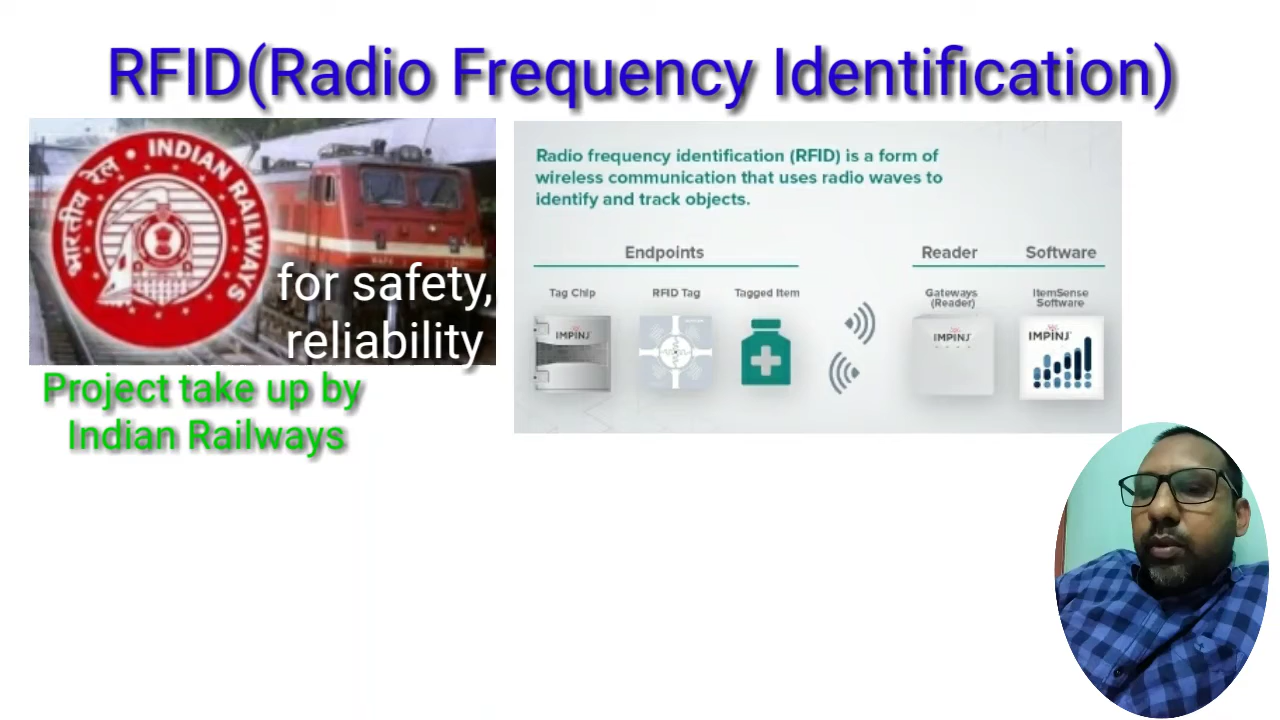 RFID(Radio Frequency Identification)
भारतीय रेल • INDIAN RAILWAYS
for safety,
reliability
Project take up by
Indian Railways
Radio frequency identification (RFID) is a form of
wireless communication that uses radio waves to
identify and track objects.
Endpoints
Reader
Software
Tag Chip
RFID Tag
Tagged Item
Gateways
(Reader)
ItemSense
Software
IMPINJ
IMPINJ
IMPINJ